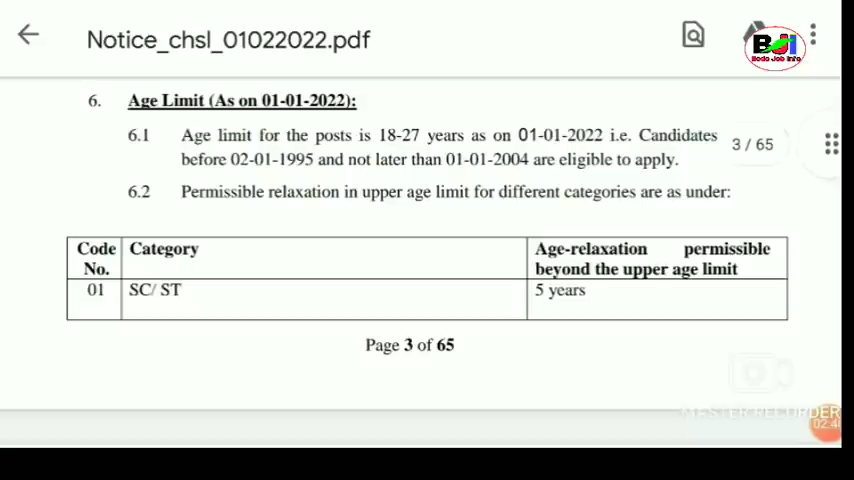 Notice_chsl_01022022.pdf
BJI
Bodo Job Info
6. Age Limit (As on 01-01-2022):
6.1 Age limit for the posts is 18-27 years as on 01-01-2022 i.e. Candidates
before 02-01-1995 and not later than 01-01-2004 are eligible to apply.
3 / 65
6.2 Permissible relaxation in upper age limit for different categories are as under:
Code No. Category Age-relaxation permissible beyond the upper age limit
01 SC/ ST 5 years
Page 3 of 65
MASTER RECORDER